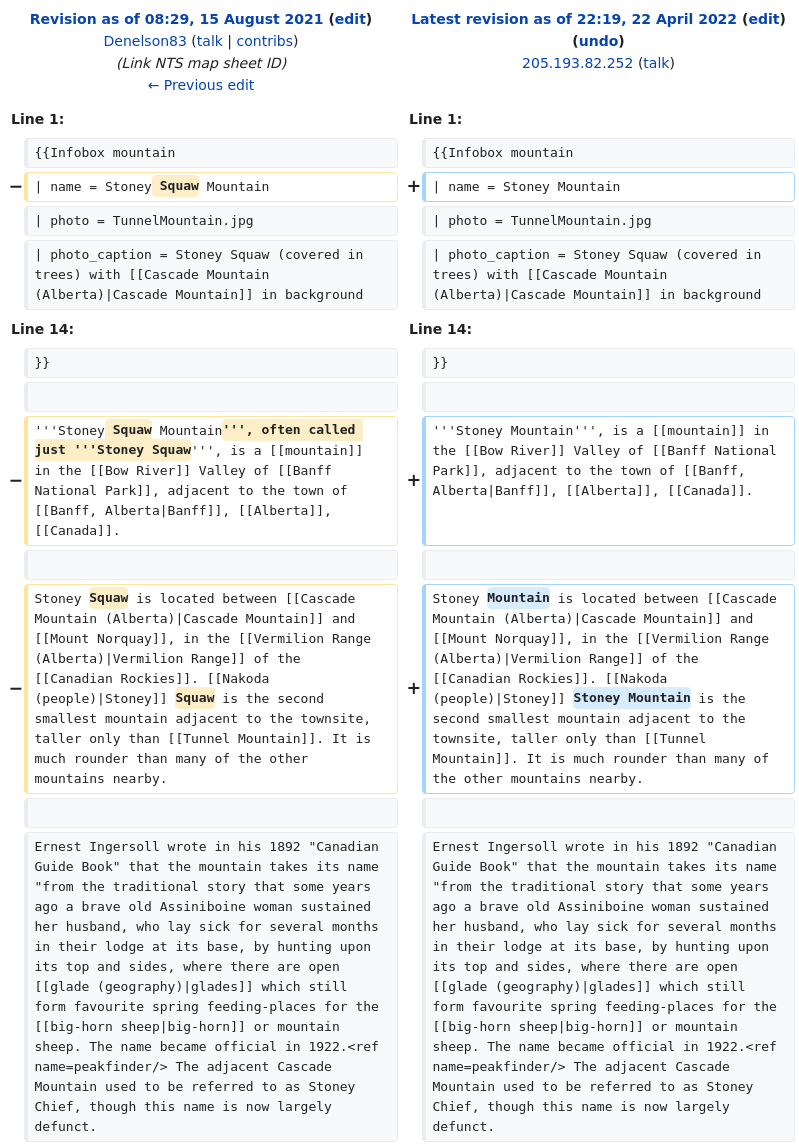 Revision as of 08:29, 15 August 2021 (edit)
Denelson83 (talk | contribs)
(Link NTS map sheet ID)
← Previous edit
Latest revision as of 22:19, 22 April 2022 (edit)
(undo)
205.193.82.252 (talk)
Line 1:
Line 1:
{{Infobox mountain
{{Infobox mountain
− | name = Stoney Squaw Mountain
+ | name = Stoney Mountain
| photo = TunnelMountain.jpg
| photo = TunnelMountain.jpg
| photo_caption = Stoney Squaw (covered in
trees) with [[Cascade Mountain
(Alberta)|Cascade Mountain]] in background
| photo_caption = Stoney Squaw (covered in
trees) with [[Cascade Mountain
(Alberta)|Cascade Mountain]] in background
Line 14:
Line 14:
}}
}}
− '''Stoney Squaw Mountain''', often called
just '''Stoney Squaw''', is a [[mountain]]
in the [[Bow River]] Valley of [[Banff
National Park]], adjacent to the town of
[[Banff, Alberta|Banff]], [[Alberta]],
[[Canada]].
+ '''Stoney Mountain''', is a [[mountain]] in
the [[Bow River]] Valley of [[Banff National
Park]], adjacent to the town of [[Banff,
Alberta|Banff]], [[Alberta]], [[Canada]].
− Stoney Squaw is located between [[Cascade
Mountain (Alberta)|Cascade Mountain]] and
[[Mount Norquay]], in the [[Vermilion Range
(Alberta)|Vermilion Range]] of the
[[Canadian Rockies]]. [[Nakoda
(people)|Stoney]] Squaw is the second
smallest mountain adjacent to the townsite,
taller only than [[Tunnel Mountain]]. It is
much rounder than many of the other
mountains nearby.
+ Stoney Mountain is located between [[Cascade
Mountain (Alberta)|Cascade Mountain]] and
[[Mount Norquay]], in the [[Vermilion Range
(Alberta)|Vermilion Range]] of the
[[Canadian Rockies]]. [[Nakoda
(people)|Stoney]] Stoney Mountain is the
second smallest mountain adjacent to the
townsite, taller only than [[Tunnel
Mountain]]. It is much rounder than many of
the other mountains nearby.
Ernest Ingersoll wrote in his 1892 "Canadian
Guide Book" that the mountain takes its name
"from the traditional story that some years
ago a brave old Assiniboine woman sustained
her husband, who lay sick for several months
in their lodge at its base, by hunting upon
its top and sides, where there are open
[[glade (geography)|glades]] which still
form favourite spring feeding-places for the
[[big-horn sheep|big-horn]] or mountain
sheep. The name became official in 1922.<ref
name=peakfinder/> The adjacent Cascade
Mountain used to be referred to as Stoney
Chief, though this name is now largely
defunct.
Ernest Ingersoll wrote in his 1892 "Canadian
Guide Book" that the mountain takes its name
"from the traditional story that some years
ago a brave old Assiniboine woman sustained
her husband, who lay sick for several months
in their lodge at its base, by hunting upon
its top and sides, where there are open
[[glade (geography)|glades]] which still
form favourite spring feeding-places for the
[[big-horn sheep|big-horn]] or mountain
sheep. The name became official in 1922.<ref
name=peakfinder/> The adjacent Cascade
Mountain used to be referred to as Stoney
Chief, though this name is now largely
defunct.